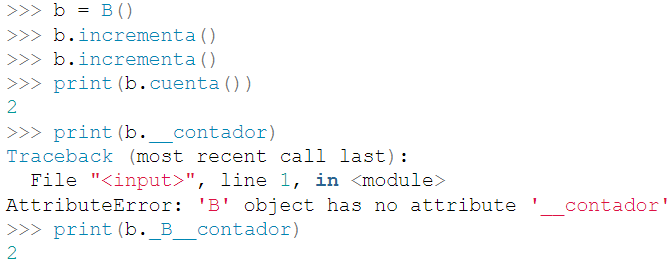 >>> b = B()
>>> b.incrementa()
>>> b.incrementa()
>>> print(b.cuenta())
2
>>> print(b.__contador)
Traceback (most recent call last):
  File "<input>", line 1, in <module>
AttributeError: 'B' object has no attribute '__contador'
>>> print(b._B__contador)
2